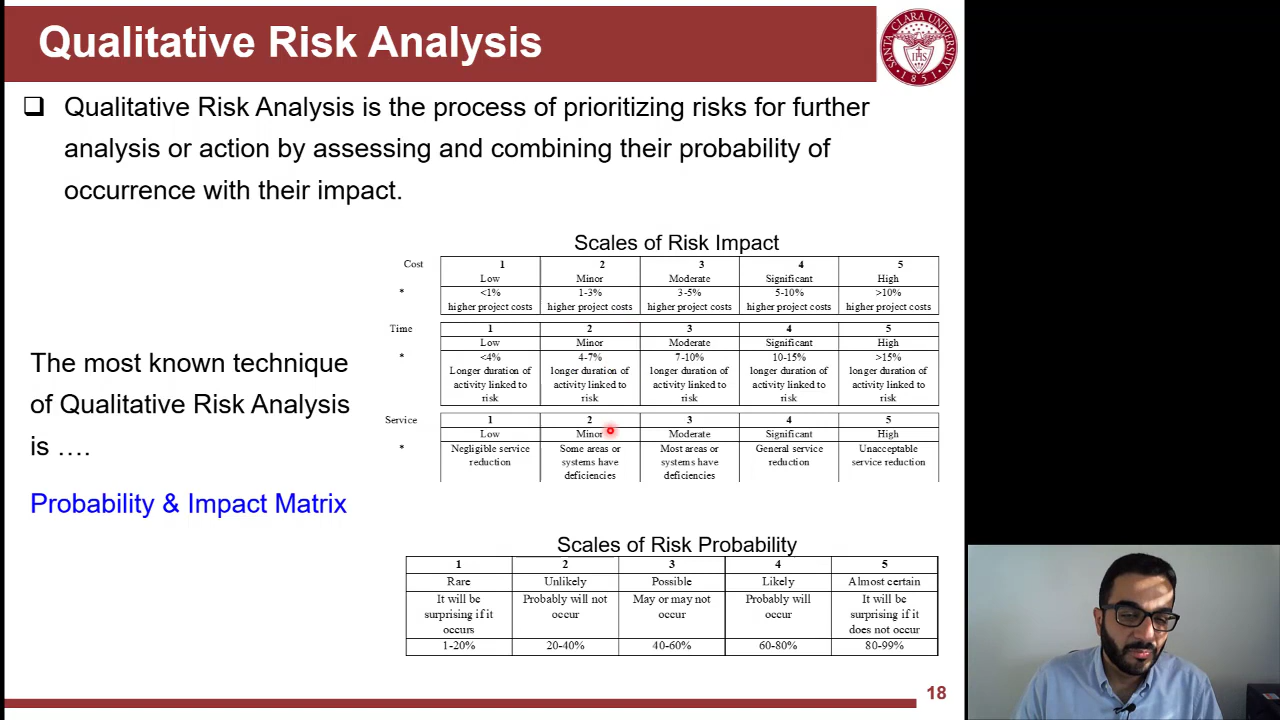 Qualitative Risk Analysis
SANTA CLARA UNIVERSITY
IHS
1851
❑ Qualitative Risk Analysis is the process of prioritizing risks for further
analysis or action by assessing and combining their probability of
occurrence with their impact.
Scales of Risk Impact
Cost 1 2 3 4 5
Low Minor Moderate Significant High
* <1% 1-3% 3-5% 5-10% >10%
higher project costs higher project costs higher project costs higher project costs higher project costs
Time 1 2 3 4 5
Low Minor Moderate Significant High
* <4% 4-7% 7-10% 10-15% >15%
Longer duration of longer duration of longer duration of longer duration of longer duration of
activity linked to activity linked to activity linked to activity linked to activity linked to
risk risk risk risk risk
Service 1 2 3 4 5
Low Minor Moderate Significant High
* Negligible service Some areas or Most areas or General service Unacceptable
reduction systems have systems have reduction service reduction
deficiencies deficiencies
The most known technique
of Qualitative Risk Analysis
is ….
Probability & Impact Matrix
Scales of Risk Probability
1 2 3 4 5
Rare Unlikely Possible Likely Almost certain
It will be Probably will not May or may not Probably will It will be
surprising if it occur occur occur surprising if it
occurs does not occur
1-20% 20-40% 40-60% 60-80% 80-99%
18